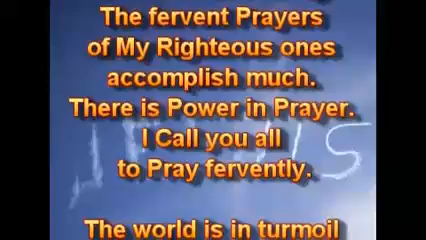 The fervent Prayers
of My Righteous ones
accomplish much.
There is Power in Prayer.
I Call you all
to Pray fervently.
The world is in turmoil
JESUS